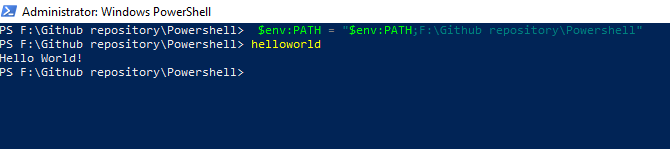 Administrator: Windows PowerShell
PS F:\Github repository\Powershell>  $env:PATH = "$env:PATH;F:\Github repository\Powershell"
PS F:\Github repository\Powershell> helloworld
Hello World!
PS F:\Github repository\Powershell>